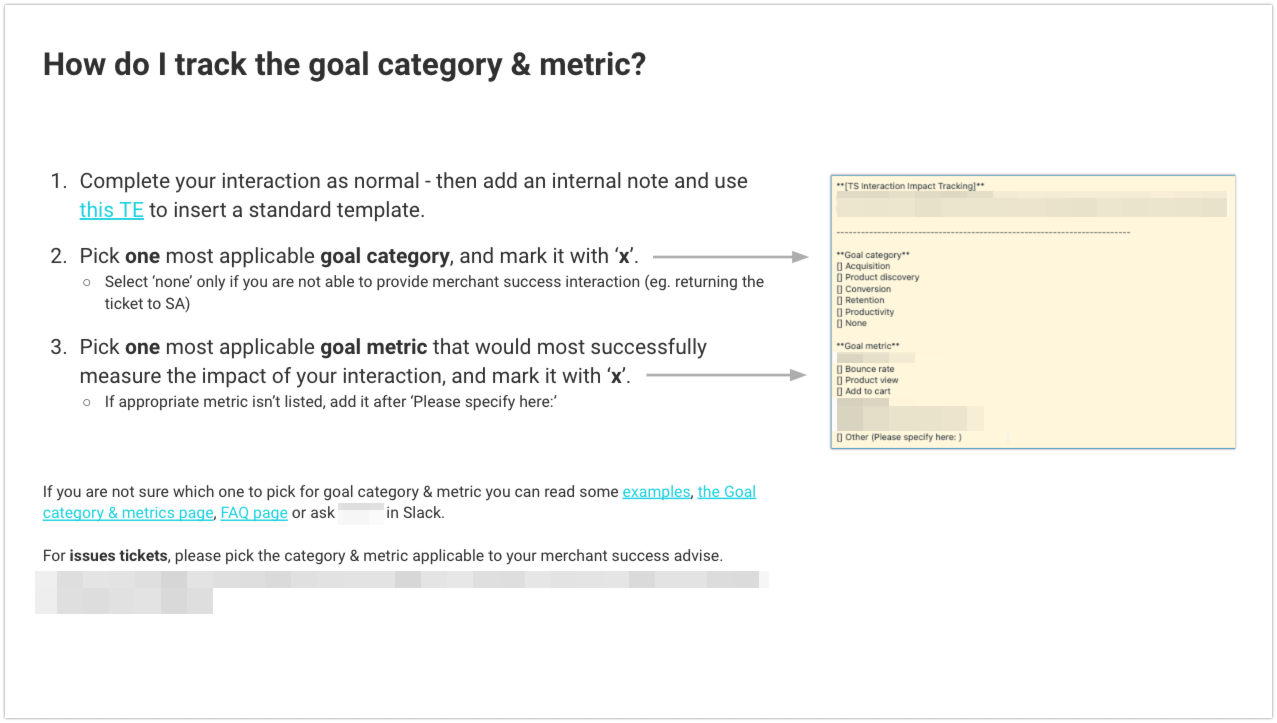 How do I track the goal category & metric?
1. Complete your interaction as normal - then add an internal note and use
this TE to insert a standard template.
2. Pick one most applicable goal category, and mark it with ‘x’.
○ Select ‘none’ only if you are not able to provide merchant success interaction (eg. returning the
ticket to SA)
3. Pick one most applicable goal metric that would most successfully
measure the impact of your interaction, and mark it with ‘x’.
○ If appropriate metric isn’t listed, add it after ‘Please specify here:’
If you are not sure which one to pick for goal category & metric you can read some examples, the Goal
category & metrics page, FAQ page or ask in Slack.
For issues tickets, please pick the category & metric applicable to your merchant success advise.
**[TS Interaction Impact Tracking]**
--------------------------------------------------------------------------------
**Goal category**
[] Acquisition
[] Product discovery
[] Conversion
[] Retention
[] Productivity
[] None
**Goal metric**
[] Bounce rate
[] Product view
[] Add to cart
[] Other (Please specify here: )